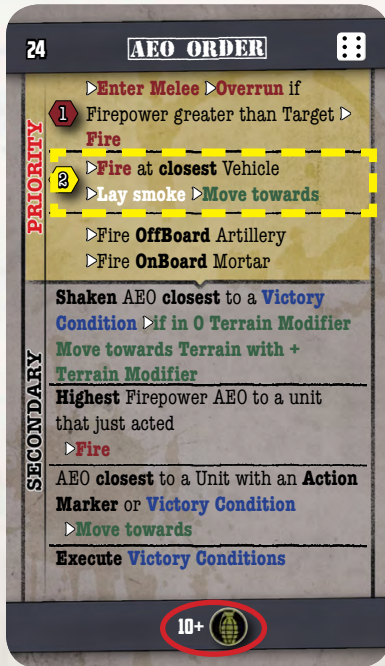 24 AEO ORDER
▷Enter Melee ▷Overrun if
1 Firepower greater than Target ▷
Fire
PRIORITY
2 ▷Fire at closest Vehicle
▷Lay smoke ▷Move towards
▷Fire OffBoard Artillery
▷Fire OnBoard Mortar
SECONDARY
Shaken AEO closest to a Victory
Condition ▷if in 0 Terrain Modifier
Move towards Terrain with +
Terrain Modifier
Highest Firepower AEO to a unit
that just acted
▷Fire
AEO closest to a Unit with an Action
Marker or Victory Condition
▷Move towards
Execute Victory Conditions
10+